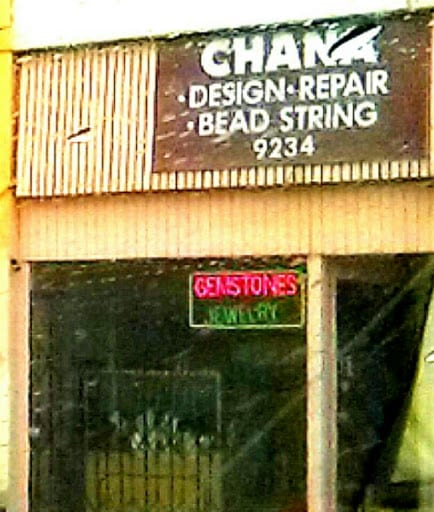 CHANA
·DESIGN·REPAIR
·BEAD STRING
9234
GEMSTONES
JEWELRY